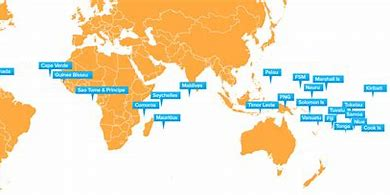 Cape Verde
Guinea Bissau
Sao Tome & Principe
Comoros
Seychelles
Mauritius
Maldives
Palau
Timor Leste
PNG
FSM
Marshall Is
Nauru
Solomon Is
Vanuatu
Fiji
Tuvalu
Tokelau
Samoa
Tonga
Niue
Cook Is
Kiribati